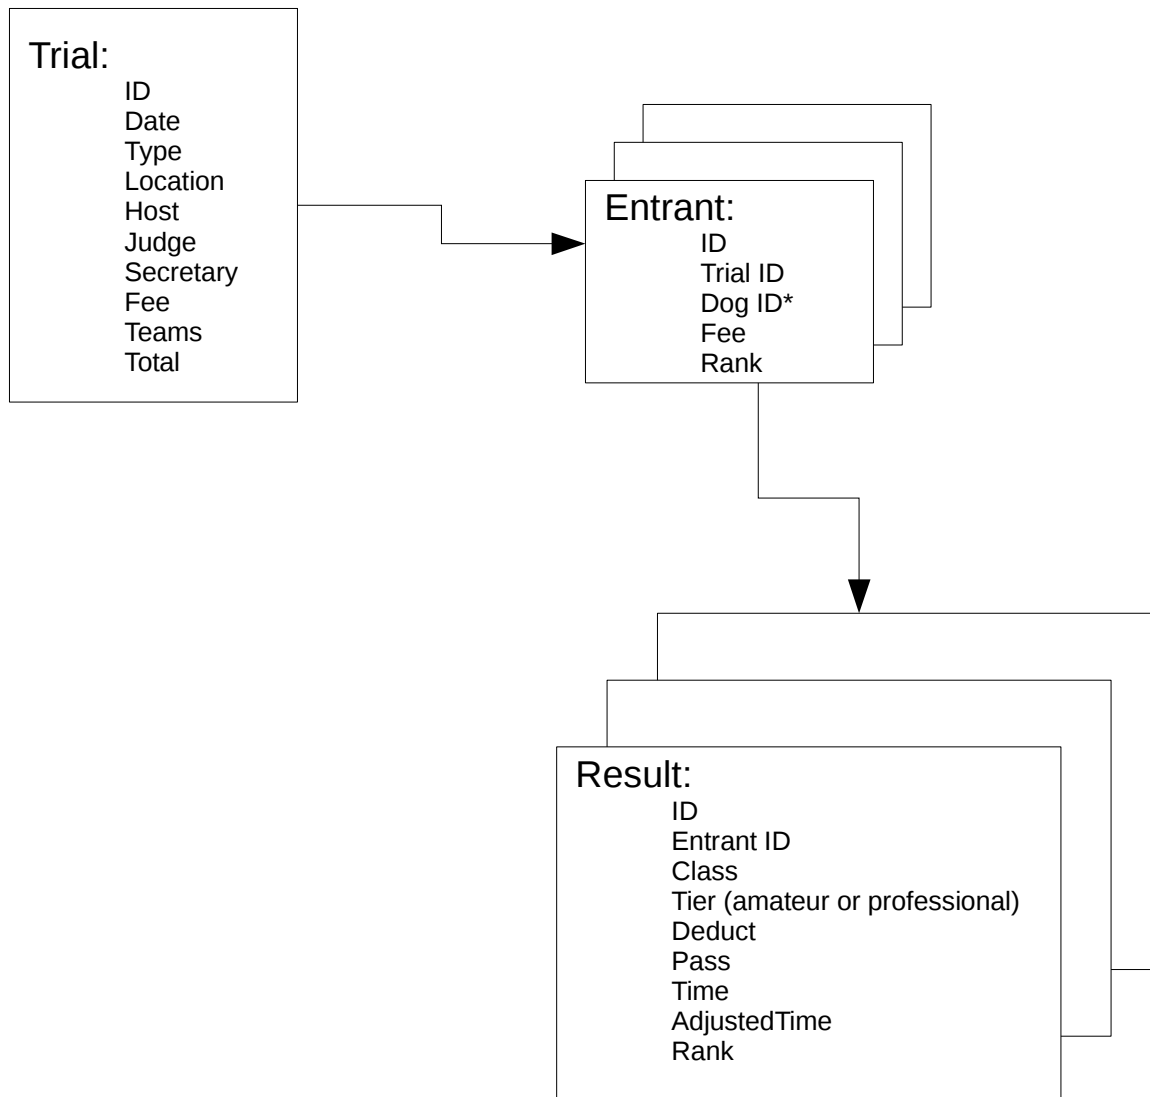 Trial:
ID
Date
Type
Location
Host
Judge
Secretary
Fee
Teams
Total
Entrant:
ID
Trial ID
Dog ID*
Fee
Rank
Result:
ID
Entrant ID
Class
Tier (amateur or professional)
Deduct
Pass
Time
AdjustedTime
Rank